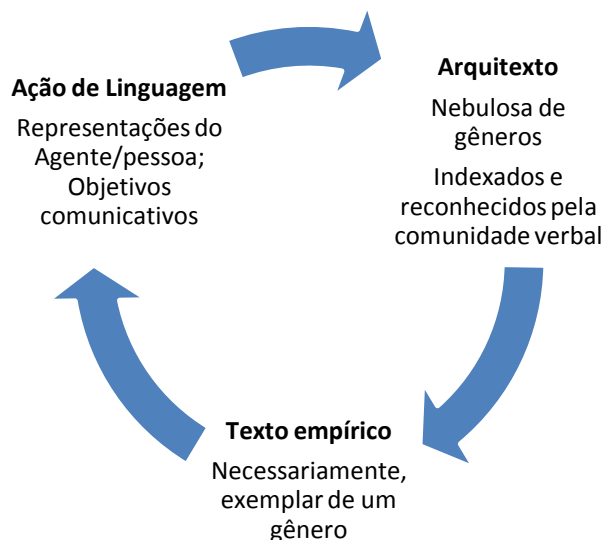 Ação de Linguagem
Representações do
Agente/pessoa;
Objetivos
comunicativos
Arquitexto
Nebulosa de
gêneros
Indexados e
reconhecidos pela
comunidade verbal
Texto empírico
Necessariamente,
exemplar de um
gênero